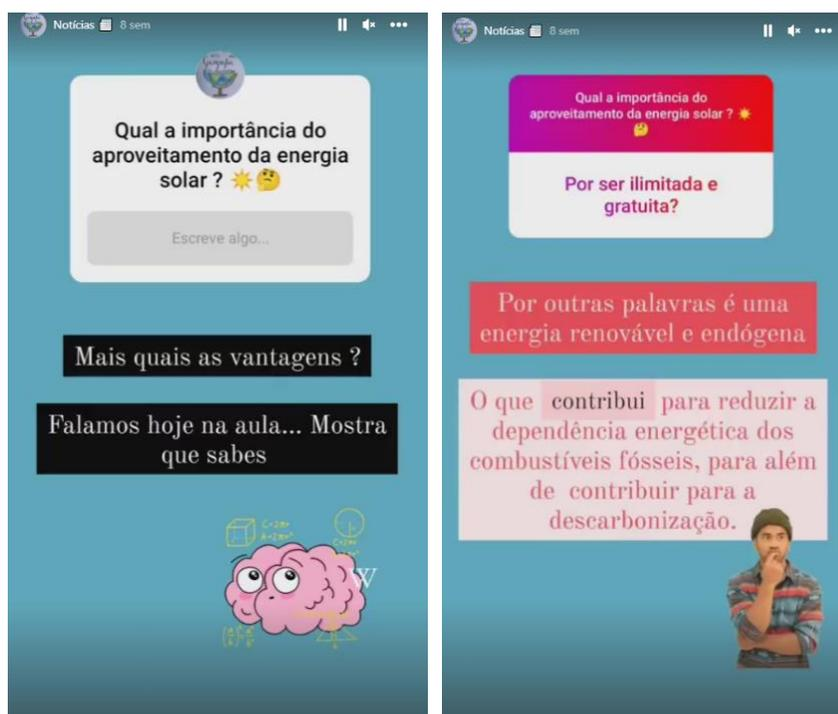 Notícias 8 sem
Qual a importância do
aproveitamento da energia
solar ?
Escreve algo...
Mais quais as vantagens ?
Falamos hoje na aula... Mostra
que sabes
W
Notícias 8 sem
Qual a importância do
aproveitamento da energia solar ?
Por ser ilimitada e
gratuita?
Por outras palavras é uma
energia renovável e endógena
O que contribui para reduzir a
dependência energética dos
combustíveis fósseis, para além
de contribuir para a
descarbonização.